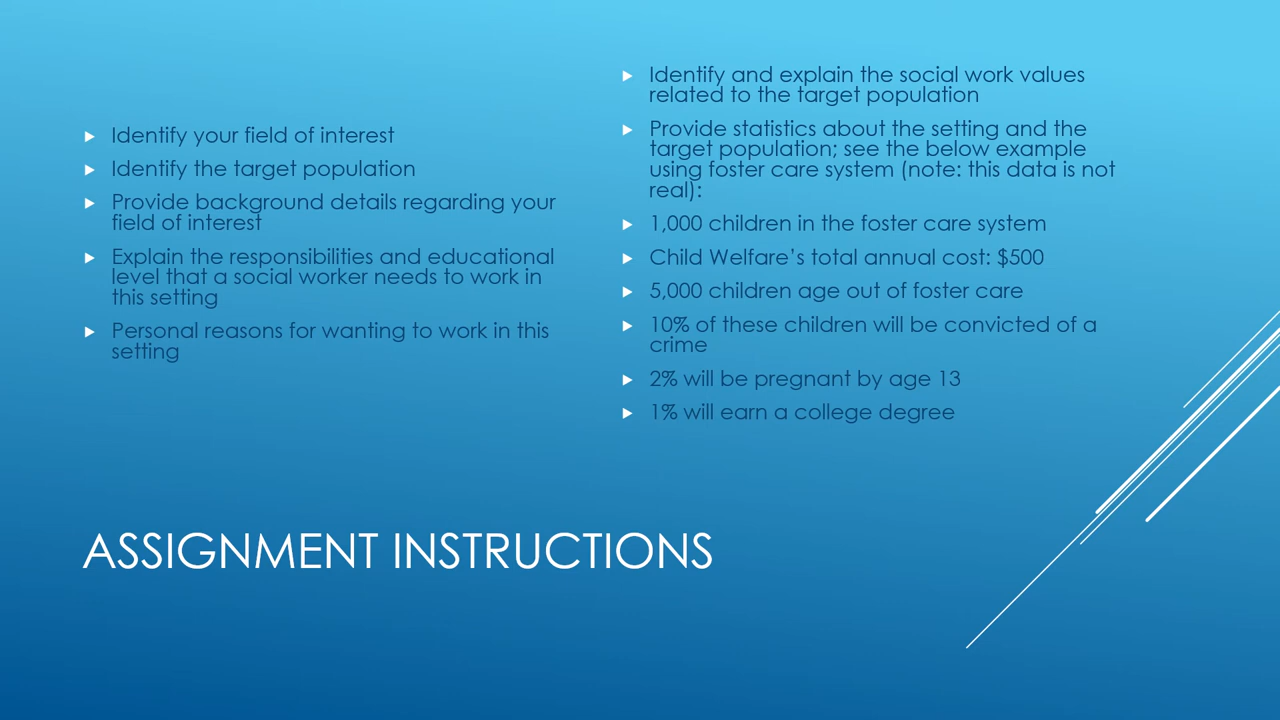 Identify your field of interest
Identify the target population
Provide background details regarding your
field of interest
Explain the responsibilities and educational
level that a social worker needs to work in
this setting
Personal reasons for wanting to work in this
setting
Identify and explain the social work values
related to the target population
Provide statistics about the setting and the
target population; see the below example
using foster care system (note: this data is not
real):
1,000 children in the foster care system
Child Welfare’s total annual cost: $500
5,000 children age out of foster care
10% of these children will be convicted of a
crime
2% will be pregnant by age 13
1% will earn a college degree
ASSIGNMENT INSTRUCTIONS